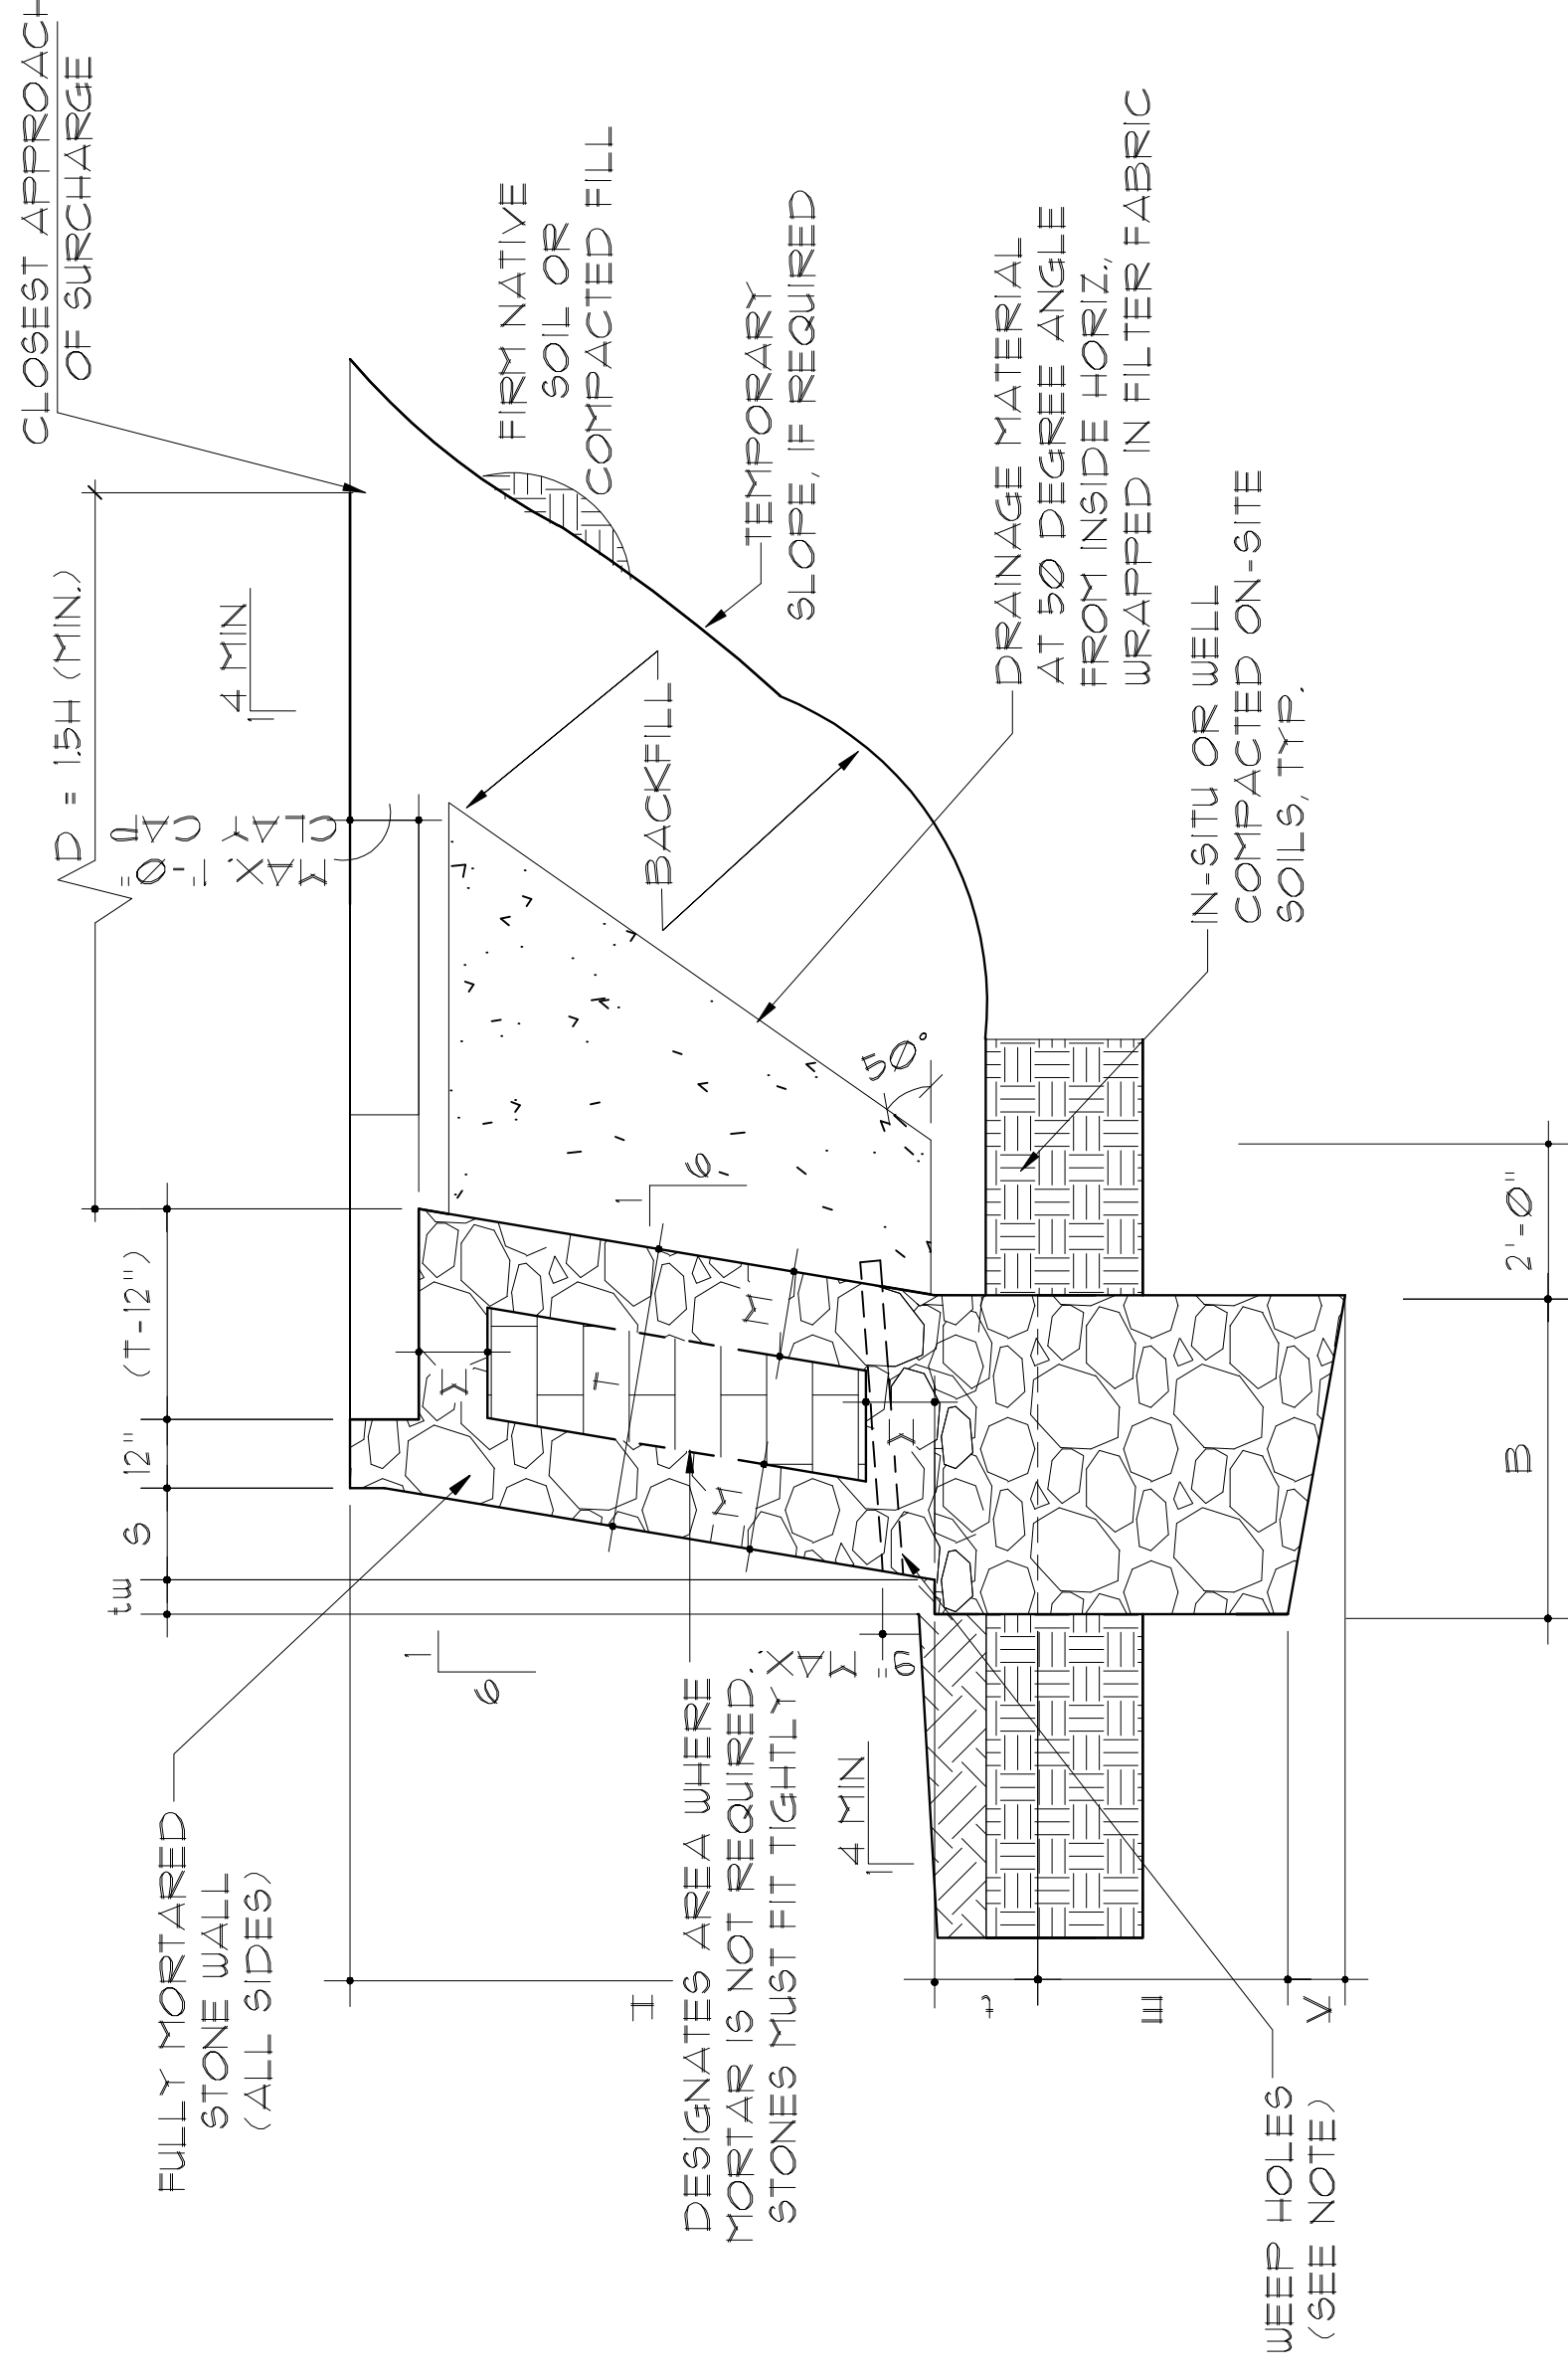 CLOSEST APPROACH
OF SURCHARGE
D = 1.5H (MIN.)
4 MIN
1
MAX. 1'-Ø"
CLAY CAP
FIRM NATIVE
SOIL OR
COMPACTED FILL
TEMPORARY
SLOPE, IF REQUIRED
BACKFILL
DRAINAGE MATERIAL
AT 5Ø DEGREE ANGLE
FROM INSIDE HORIZ.,
WRAPPED IN FILTER FABRIC
5Ø°
IN-SITU OR WELL
COMPACTED ON-SITE
SOILS, TYP.
(T-12")
12"
S
tw
1
6
M
T
M
M
M
1
6
FULLY MORTARED
STONE WALL
(ALL SIDES)
H
DESIGNATES AREA WHERE
MORTAR IS NOT REQUIRED.
STONES MUST FIT TIGHTLY
6" MAX.
4 MIN
1
t
E
V
WEEP HOLES
(SEE NOTE)
B
2'-Ø"